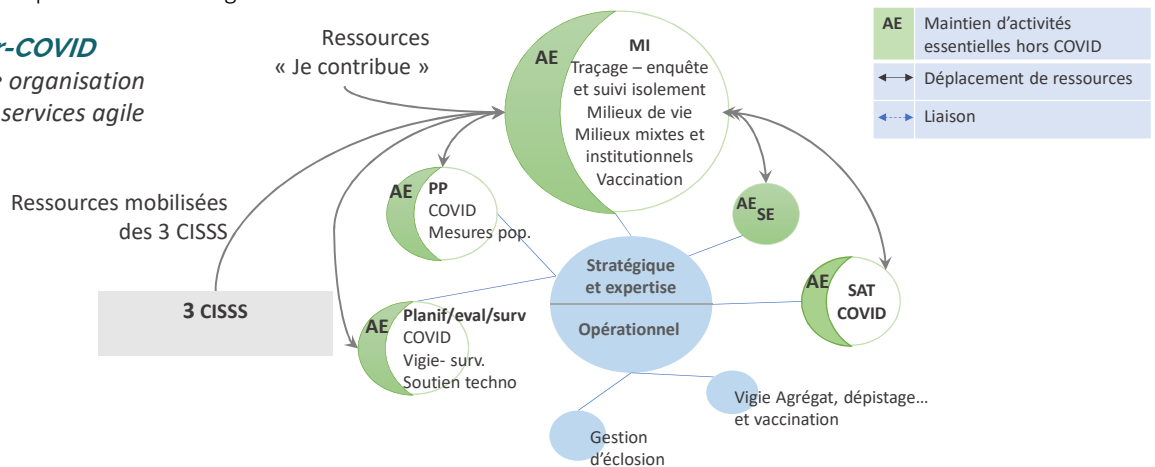 r-COVID
organisation
services agile
Ressources
« Je contribue »
Ressources mobilisées
des 3 CISSS
3 CISSS
AE
MI
Traçage – enquête
et suivi isolement
Milieux de vie
Milieux mixtes et
institutionnels
Vaccination
AE
PP
COVID
Mesures pop.
AE
SE
AE
SAT
COVID
Stratégique
et expertise
Opérationnel
AE
Planif/eval/surv
COVID
Vigie- surv.
Soutien techno
Gestion
d’éclosion
Vigie Agrégat, dépistage…
et vaccination
AE
Maintien d’activités
essentielles hors COVID
Déplacement de ressources
Liaison